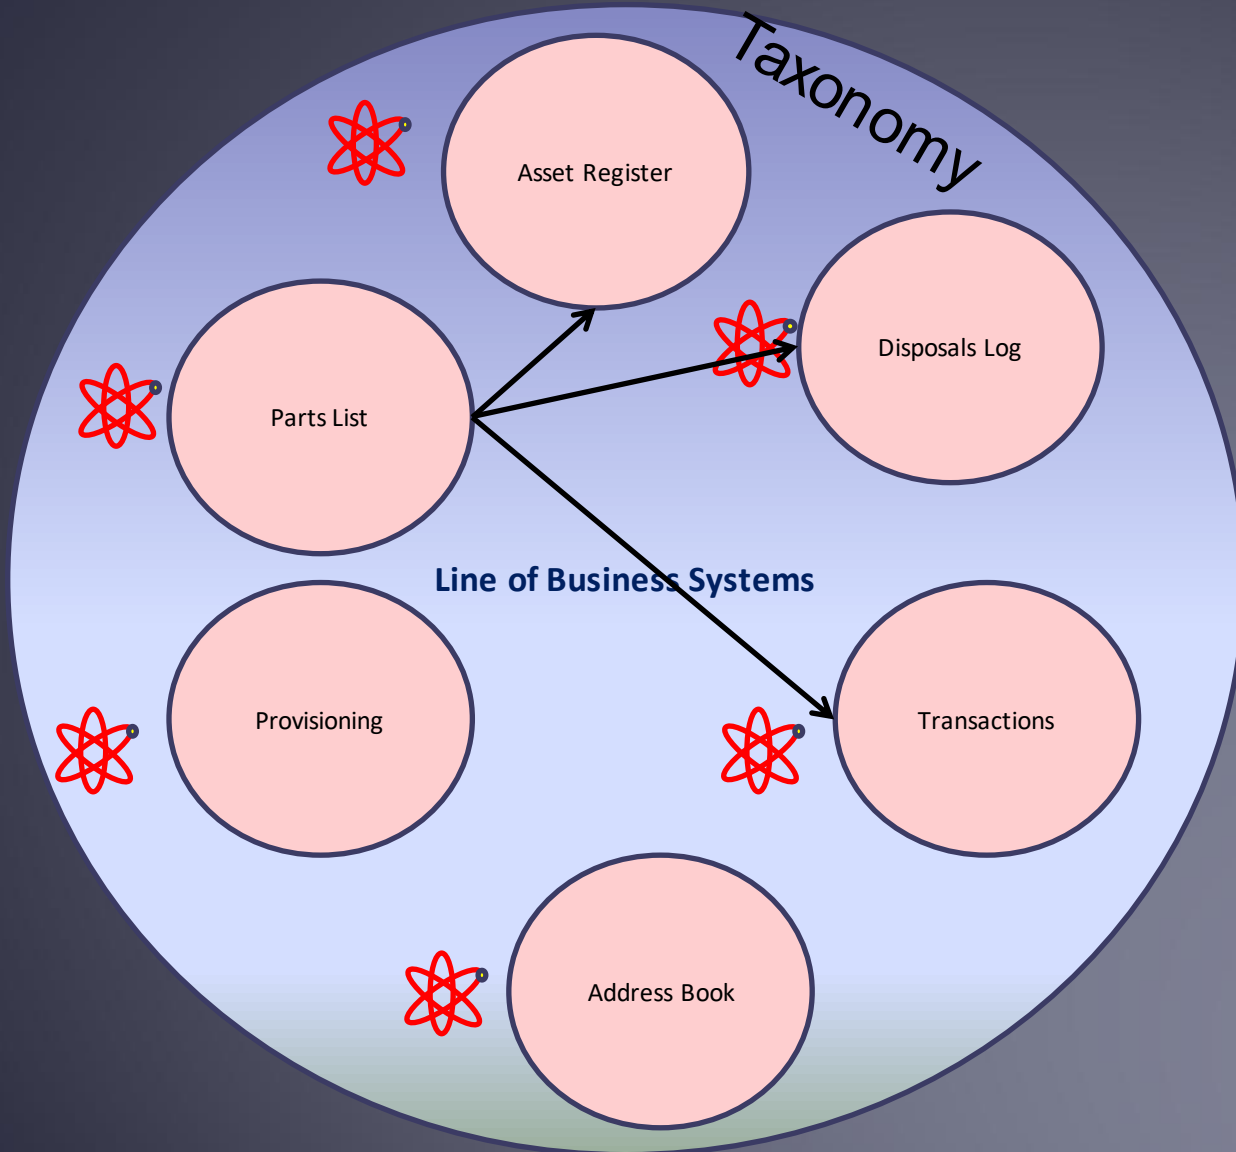 Taxonomy
Asset Register
Disposals Log
Parts List
Line of Business Systems
Provisioning
Transactions
Address Book